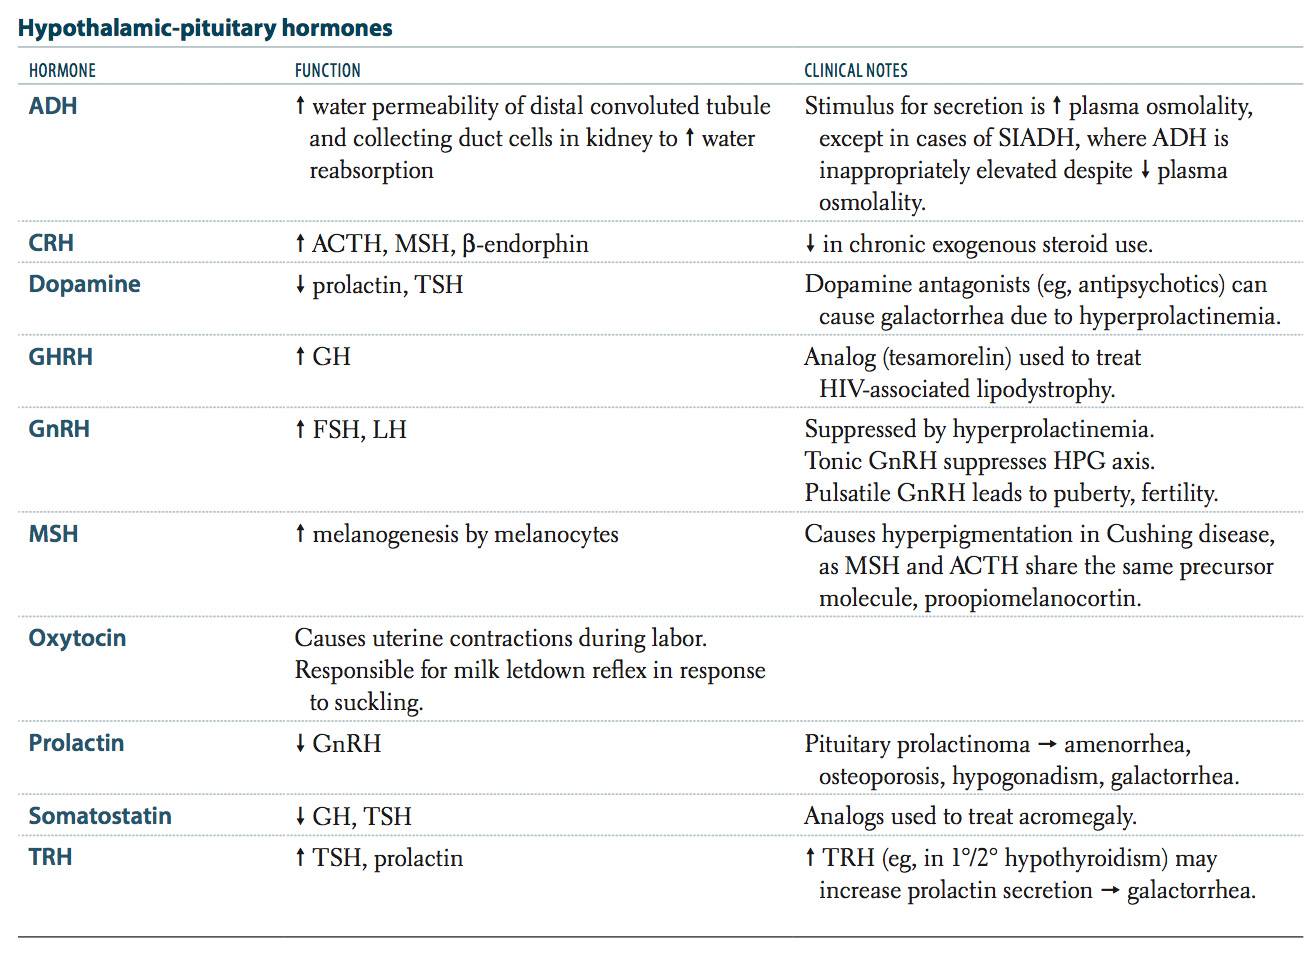 Hypothalamic-pituitary hormones
HORMONE FUNCTION CLINICAL NOTES
ADH ↑ water permeability of distal convoluted tubule Stimulus for secretion is ↑ plasma osmolality,
and collecting duct cells in kidney to ↑ water except in cases of SIADH, where ADH is
reabsorption inappropriately elevated despite ↓ plasma
osmolality.
CRH ↑ ACTH, MSH, β-endorphin ↓ in chronic exogenous steroid use.
Dopamine ↓ prolactin, TSH Dopamine antagonists (eg, antipsychotics) can
cause galactorrhea due to hyperprolactinemia.
GHRH ↑ GH Analog (tesamorelin) used to treat
HIV-associated lipodystrophy.
GnRH ↑ FSH, LH Suppressed by hyperprolactinemia.
Tonic GnRH suppresses HPG axis.
Pulsatile GnRH leads to puberty, fertility.
MSH ↑ melanogenesis by melanocytes Causes hyperpigmentation in Cushing disease,
as MSH and ACTH share the same precursor
molecule, proopiomelanocortin.
Oxytocin Causes uterine contractions during labor.
Responsible for milk letdown reflex in response
to suckling.
Prolactin ↓ GnRH Pituitary prolactinoma → amenorrhea,
osteoporosis, hypogonadism, galactorrhea.
Somatostatin ↓ GH, TSH Analogs used to treat acromegaly.
TRH ↑ TSH, prolactin ↑ TRH (eg, in 1°/2° hypothyroidism) may
increase prolactin secretion → galactorrhea.